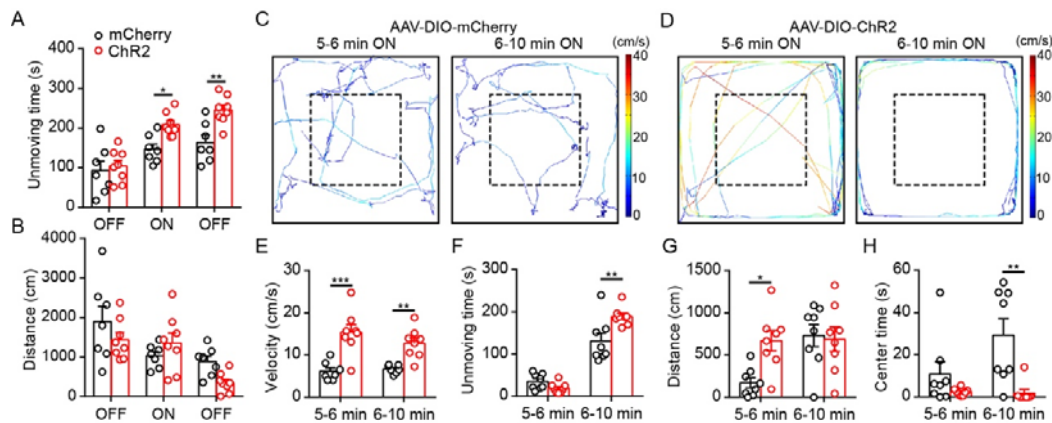 A
mCherry
ChR2
Unmoving time (s)
400
300
200
100
0
*
**
OFF
ON
OFF
B
Distance (cm)
4000
3000
2000
1000
0
OFF
ON
OFF
C
AAV-DIO-mCherry
5-6 min ON
6-10 min ON
(cm/s)
40
30
20
10
0
D
AAV-DIO-ChR2
5-6 min ON
6-10 min ON
(cm/s)
40
30
20
10
0
E
Velocity (cm/s)
30
20
10
0
***
**
5-6 min
6-10 min
F
Unmoving time (s)
300
200
100
0
**
5-6 min
6-10 min
G
Distance (cm)
1500
1000
500
0
*
5-6 min
6-10 min
H
Center time (s)
60
40
20
0
**
5-6 min
6-10 min